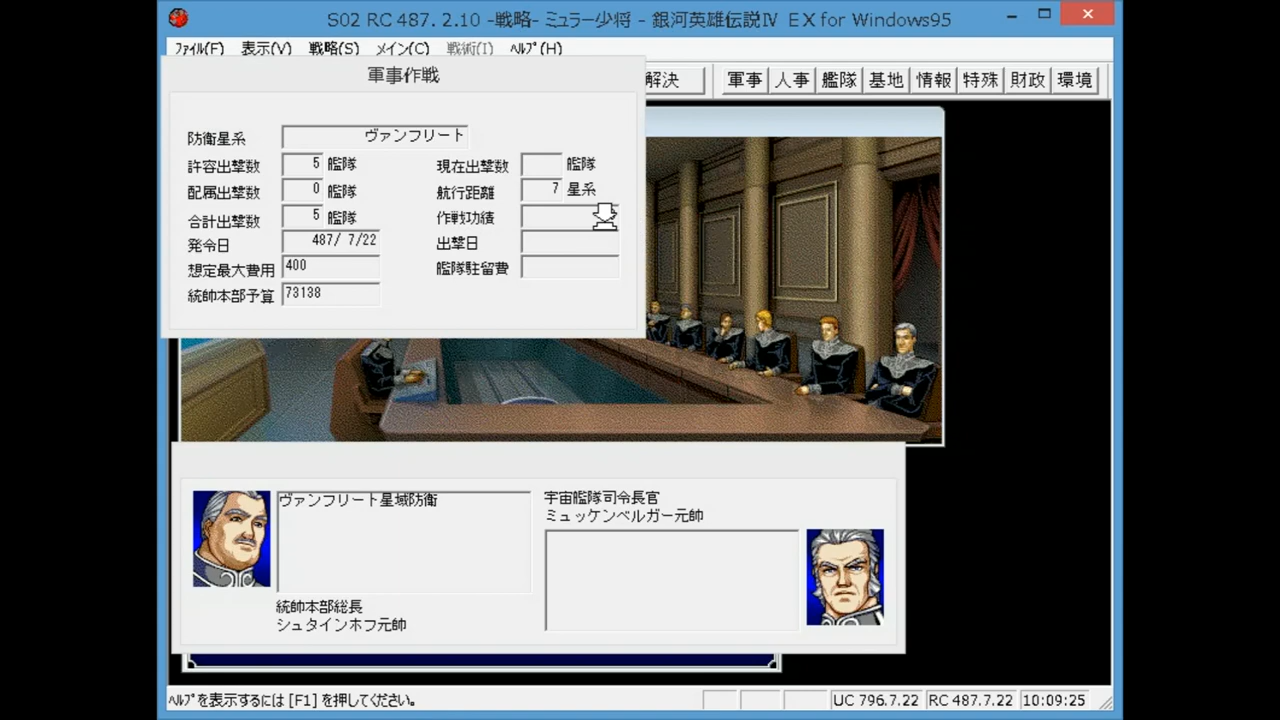 S02 RC 487. 2.10 -戦略- ミュラー少将 - 銀河英雄伝説Ⅳ EX for Windows95
ﾌｧｲﾙ(F) 表示(V) 戦略(S) メイン(C) 戦術(I) ﾍﾙﾌﾟ(H)
解決 軍事 人事 艦隊 基地 情報 特殊 財政 環境
軍事作戦
防衛星系 ヴァンフリート
許容出撃数 5 艦隊 現在出撃数 艦隊
配属出撃数 0 艦隊 航行距離 7 星系
合計出撃数 5 艦隊 作戦功績
発令日 487/ 7/22 出撃日
想定最大費用 400 艦隊駐留費
統帥本部予算 73138
ヴァンフリート星域防衛
宇宙艦隊司令長官
ミュッケンベルガー元帥
統帥本部総長
シュタインホフ元帥
ﾍﾙﾌﾟを表示するには [F1] を押してください。 UC 796.7.22 RC 487.7.22 10:09:25